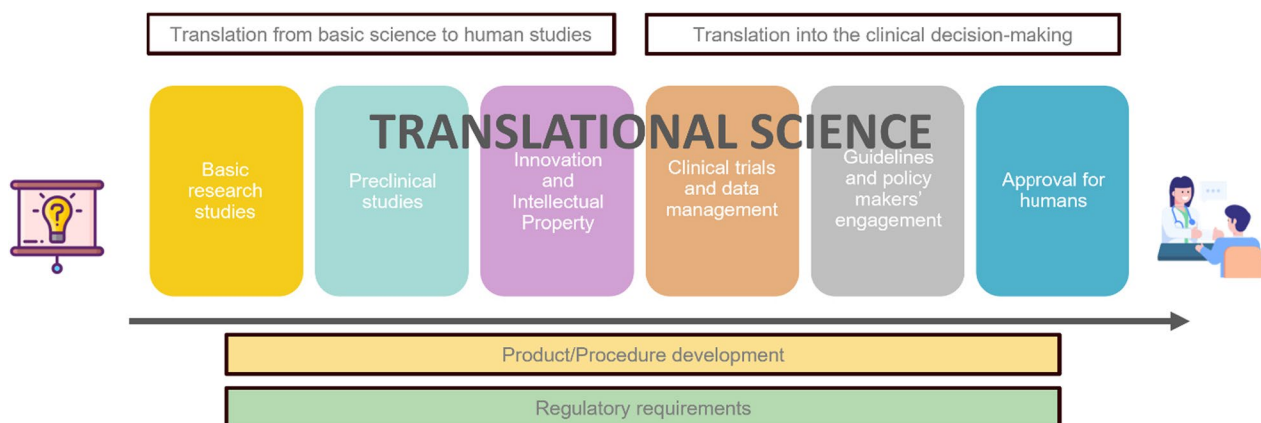 Translation from basic science to human studies
Translation into the clinical decision-making
TRANSLATIONAL SCIENCE
Basic
research
studies
Preclinical
studies
Innovation
and
Intellectual
Property
Clinical trials
and data
management
Guidelines
and policy
makers'
engagement
Approval for
humans
Product/Procedure development
Regulatory requirements